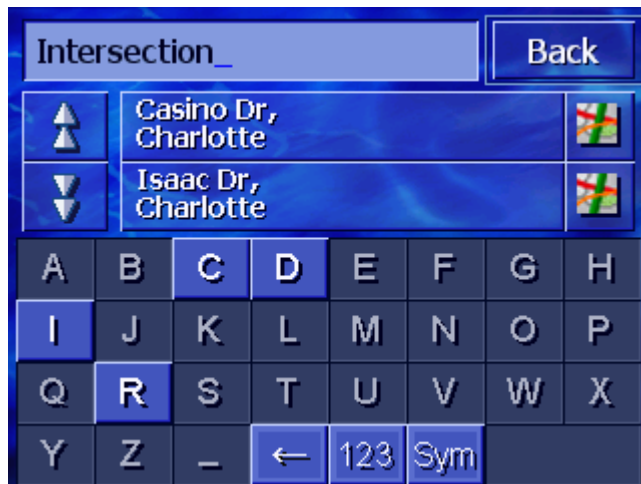 Intersection_
Back
Casino Dr,
Charlotte
Isaac Dr,
Charlotte
A B C D E F G H
I J K L M N O P
Q R S T U V W X
Y Z _ ← 123 Sym